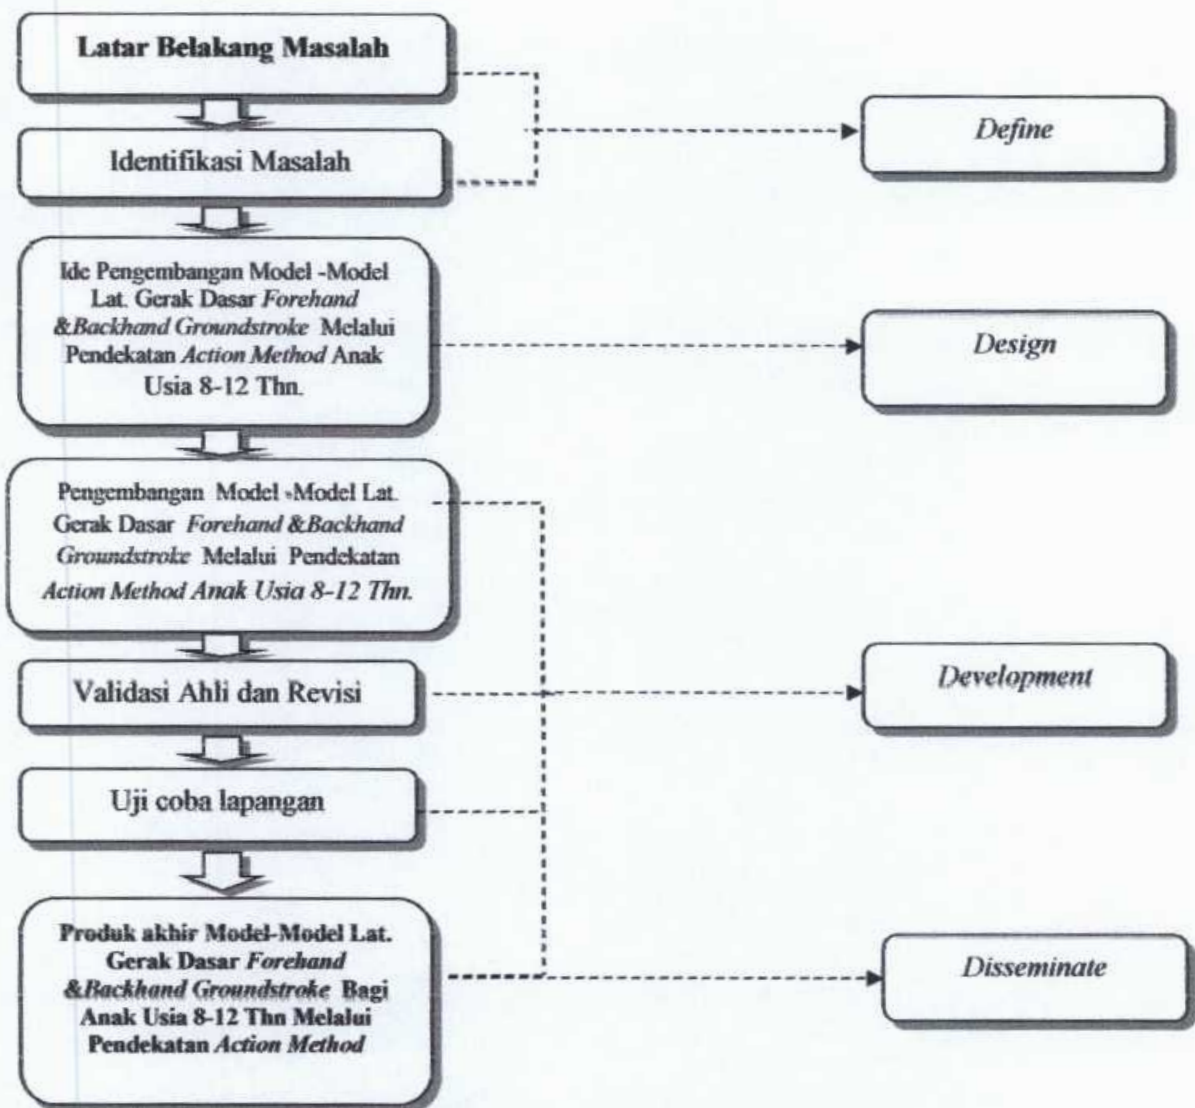 Latar Belakang Masalah
Define
Identifikasi Masalah
Ide Pengembangan Model -Model
Lat. Gerak Dasar Forehand
&Backhand Groundstroke Melalui
Pendekatan Action Method Anak
Usia 8-12 Thn.
Design
Pengembangan Model -Model Lat.
Gerak Dasar Forehand &Backhand
Groundstroke Melalui Pendekatan
Action Method Anak Usia 8-12 Thn.
Validasi Ahli dan Revisi
Development
Uji coba lapangan
Produk akhir Model-Model Lat.
Gerak Dasar Forehand
&Backhand Groundstroke Bagi
Anak Usia 8-12 Thn Melalui
Pendekatan Action Method
Disseminate